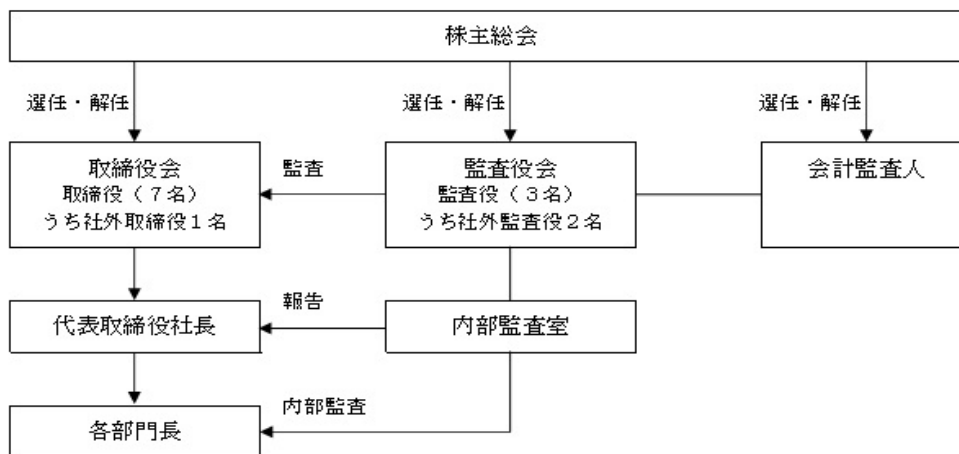 株主総会
選任・解任
選任・解任
選任・解任
取締役会
取締役（７名）
うち社外取締役１名
監査
監査役会
監査役（３名）
うち社外監査役２名
会計監査人
代表取締役社長
報告
内部監査室
各部門長
内部監査